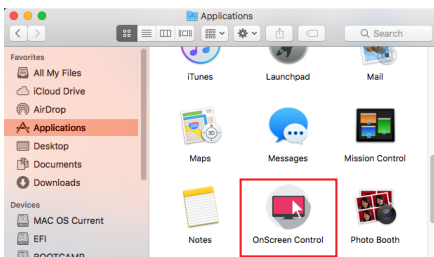 Applications
Search
Favorites
All My Files
iCloud Drive
AirDrop
Applications
Desktop
Documents
Downloads
Devices
MAC OS Current
EFI
BOOTCAMP
iTunes
Launchpad
Mail
Maps
Messages
Mission Control
Notes
OnScreen Control
Photo Booth